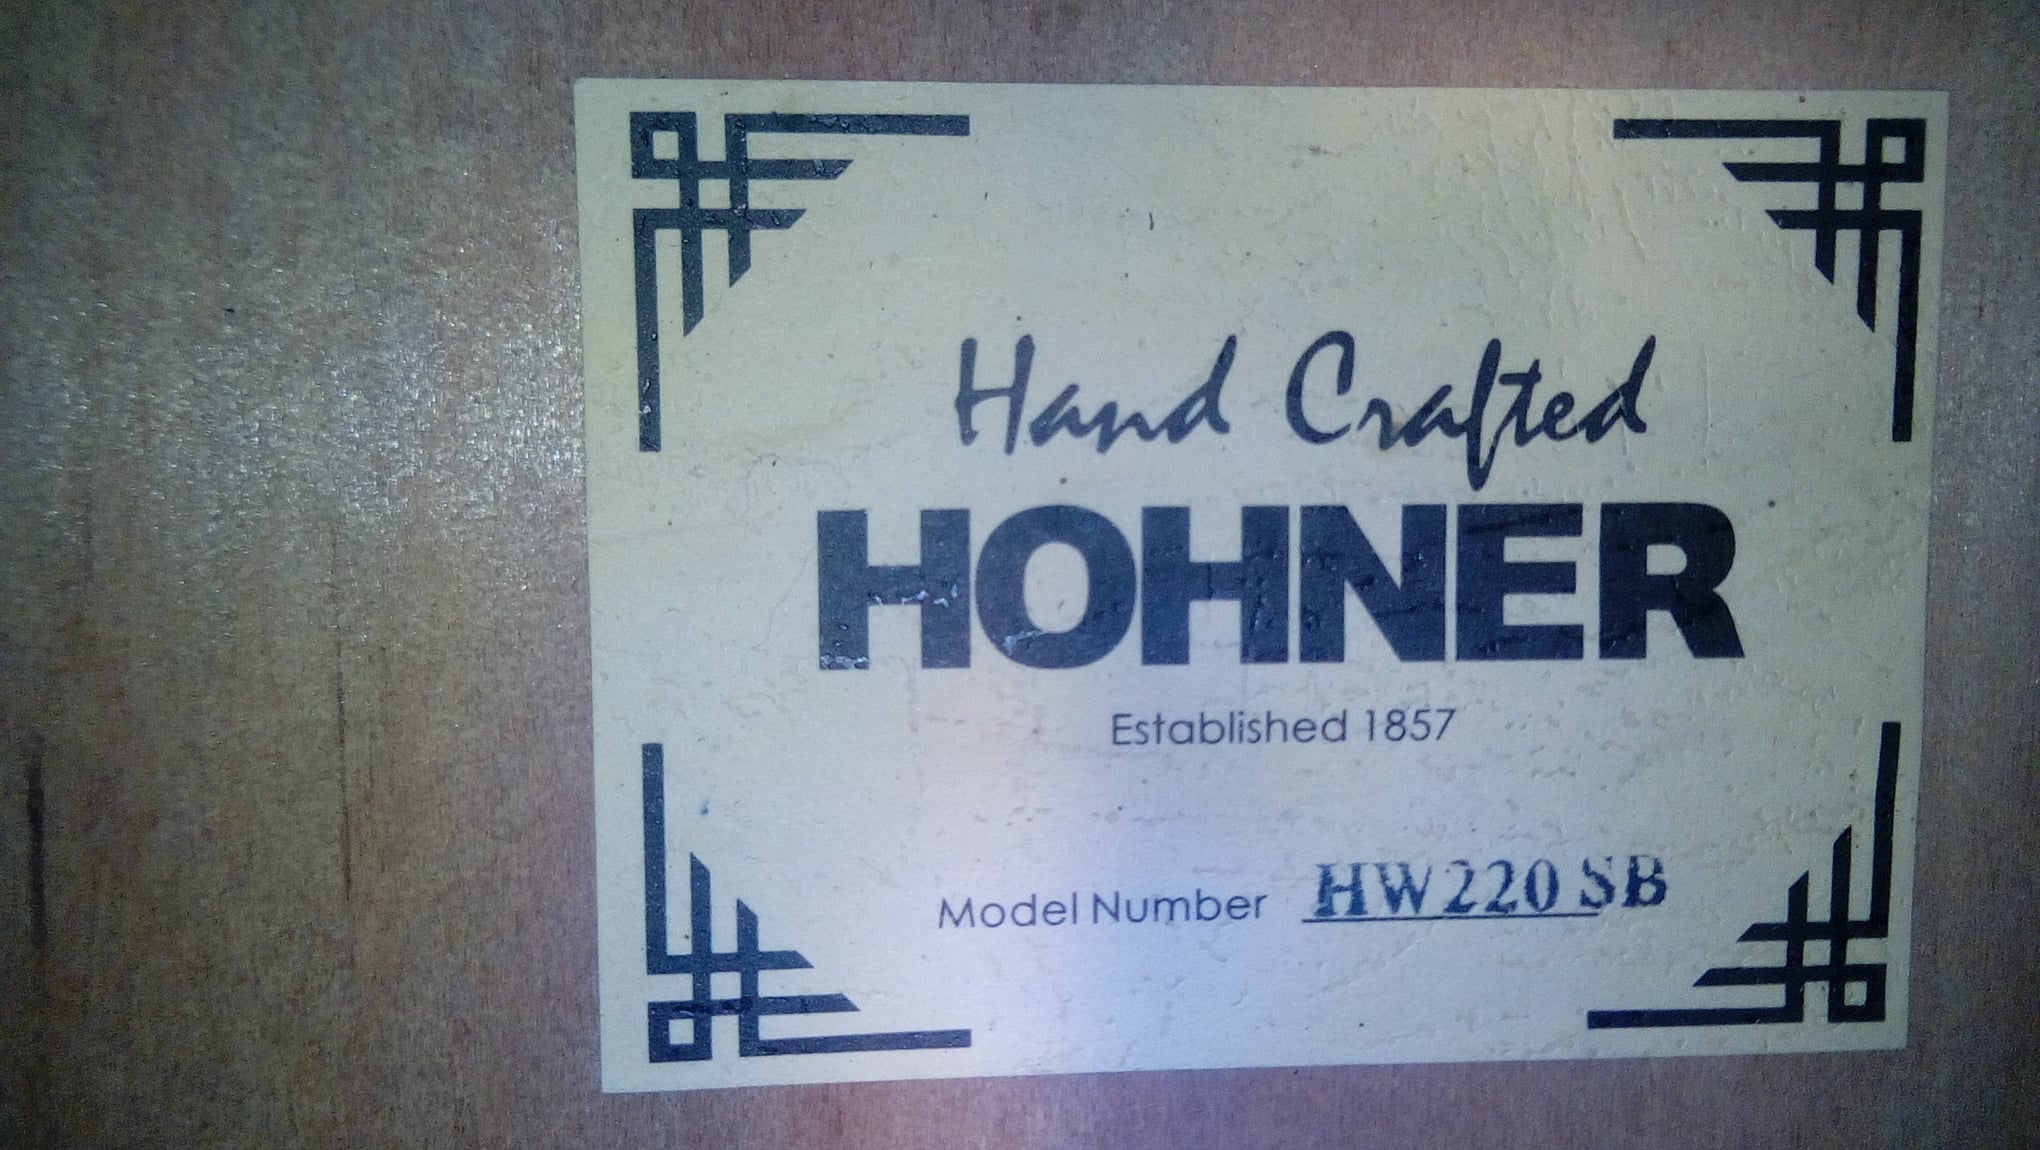 Hand Crafted
HOHNER
Established 1857
Model Number HW220 SB